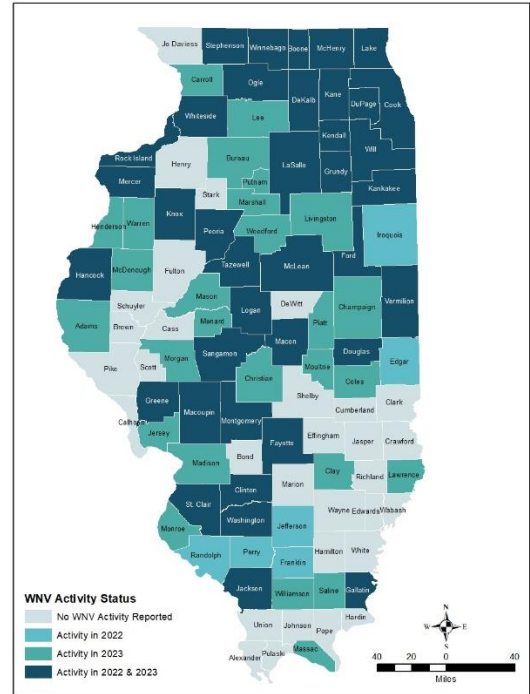 Jo Daviess
Stephenson
Winnebago
Boone
McHenry
Lake
Carroll
Ogle
DeKalb
Kane
DuPage
Cook
Whiteside
Lee
Kendall
Will
Rock Island
Henry
Bureau
LaSalle
Grundy
Mercer
Putnam
Kankakee
Stark
Marshall
Knox
Henderson
Warren
Peoria
Woodford
Livingston
Iroquois
Ford
Hancock
McDonough
Fulton
Tazewell
McLean
Mason
Schuyler
Logan
DeWitt
Champaign
Vermilion
Adams
Brown
Cass
Menard
Piatt
Macon
Sangamon
Douglas
Edgar
Pike
Scott
Morgan
Christian
Moultrie
Coles
Shelby
Greene
Macoupin
Cumberland
Clark
Calhoun
Montgomery
Jersey
Fayette
Effingham
Jasper
Crawford
Madison
Bond
Clay
Richland
Lawrence
Clinton
Marion
St. Clair
Wayne
Edwards
Wabash
Monroe
Washington
Jefferson
Randolph
Perry
Hamilton
White
Franklin
Jackson
Williamson
Saline
Gallatin
Hardin
Union
Johnson
Pope
Alexander
Pulaski
Massac
WNV Activity Status
No WNV Activity Reported
Activity in 2022
Activity in 2023
Activity in 2022 & 2023
N
W
E
S
40
20
0
40
Miles